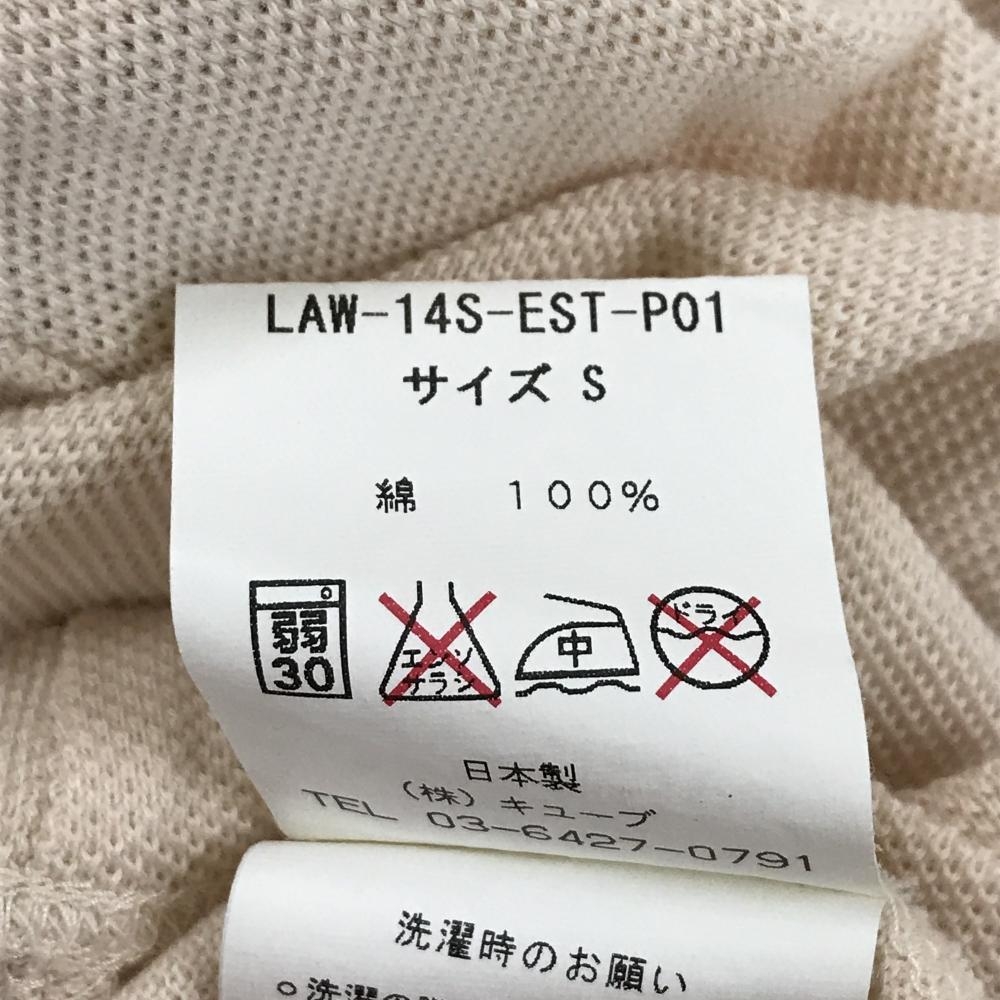 LAW-14S-EST-P01
サイズ S
綿 100%
弱
30
エンソ
サラシ
中
ドライ
日本製
(株) キューブ
TEL 03-6427-0791
洗濯時のお願い